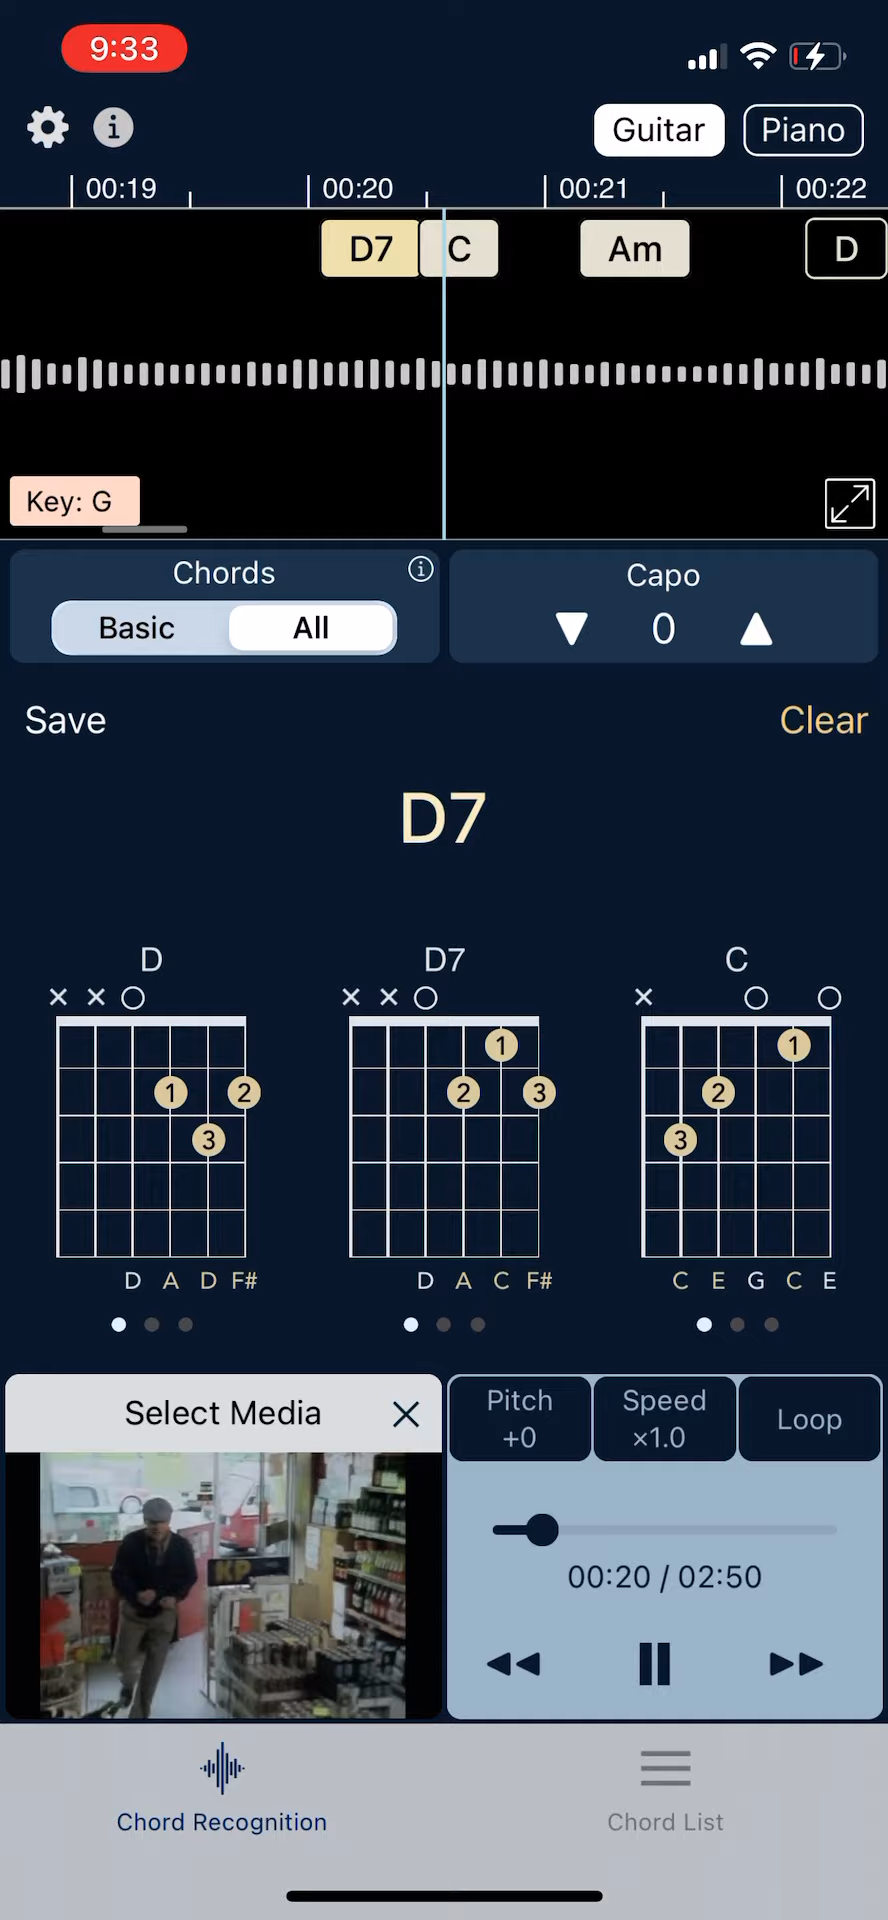 9:33
Guitar Piano
00:19 00:20 00:21 00:22
D7 C Am D
Key: G
Chords
Basic All
Capo
0
Save Clear
D7
D D7 C
1 2 3
1 2 3
1 2 3
D A D F# D A C F# C E G C E
Select Media
KP
Pitch
+0
Speed
×1.0
Loop
00:20 / 02:50
Chord Recognition Chord List